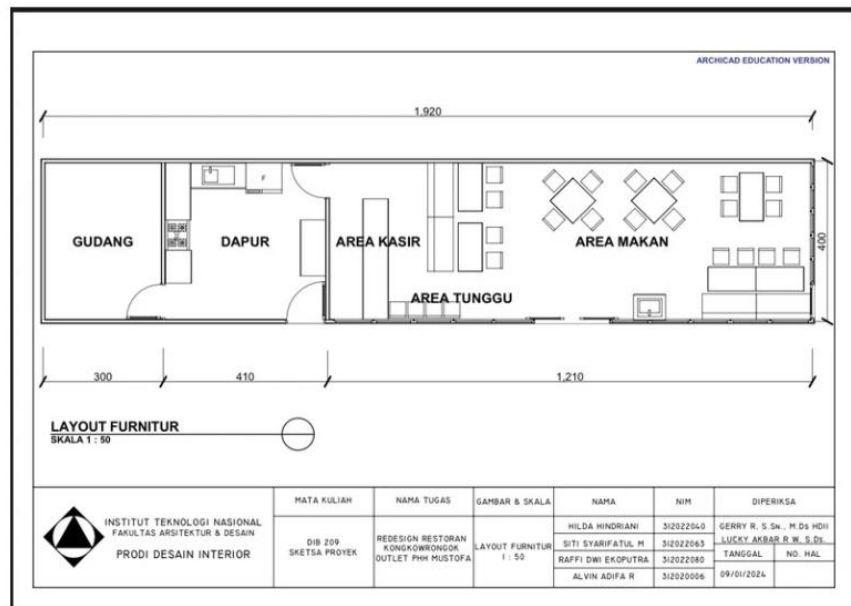 ARCHICAD EDUCATION VERSION
1,920
GUDANG
DAPUR
F
AREA KASIR
AREA MAKAN
AREA TUNGGU
400
300
410
1,210
LAYOUT FURNITUR
SKALA 1 : 50
INSTITUT TEKNOLOGI NASIONAL
FAKULTAS ARSITEKTUR & DESAIN
PRODI DESAIN INTERIOR
MATA KULIAH
DIB 209
SKETSA PROYEK
NAMA TUGAS
REDESIGN RESTORAN
KONGKOWRONGOK
OUTLET PHH MUSTOFA
GAMBAR & SKALA
LAYOUT FURNITUR
1 : 50
NAMA NIM
HILDA HINDRIANI 312022040
SITI SYARIFATUL M 312022063
RAFFI DWI EKOPUTRA 312022080
ALVIN ADIFA R 312020006
DIPERIKSA
GERRY R, S.Sn., M.Ds HDII
LUCKY AKBAR R W, S.Ds.
TANGGAL NO. HAL
09/01/2024